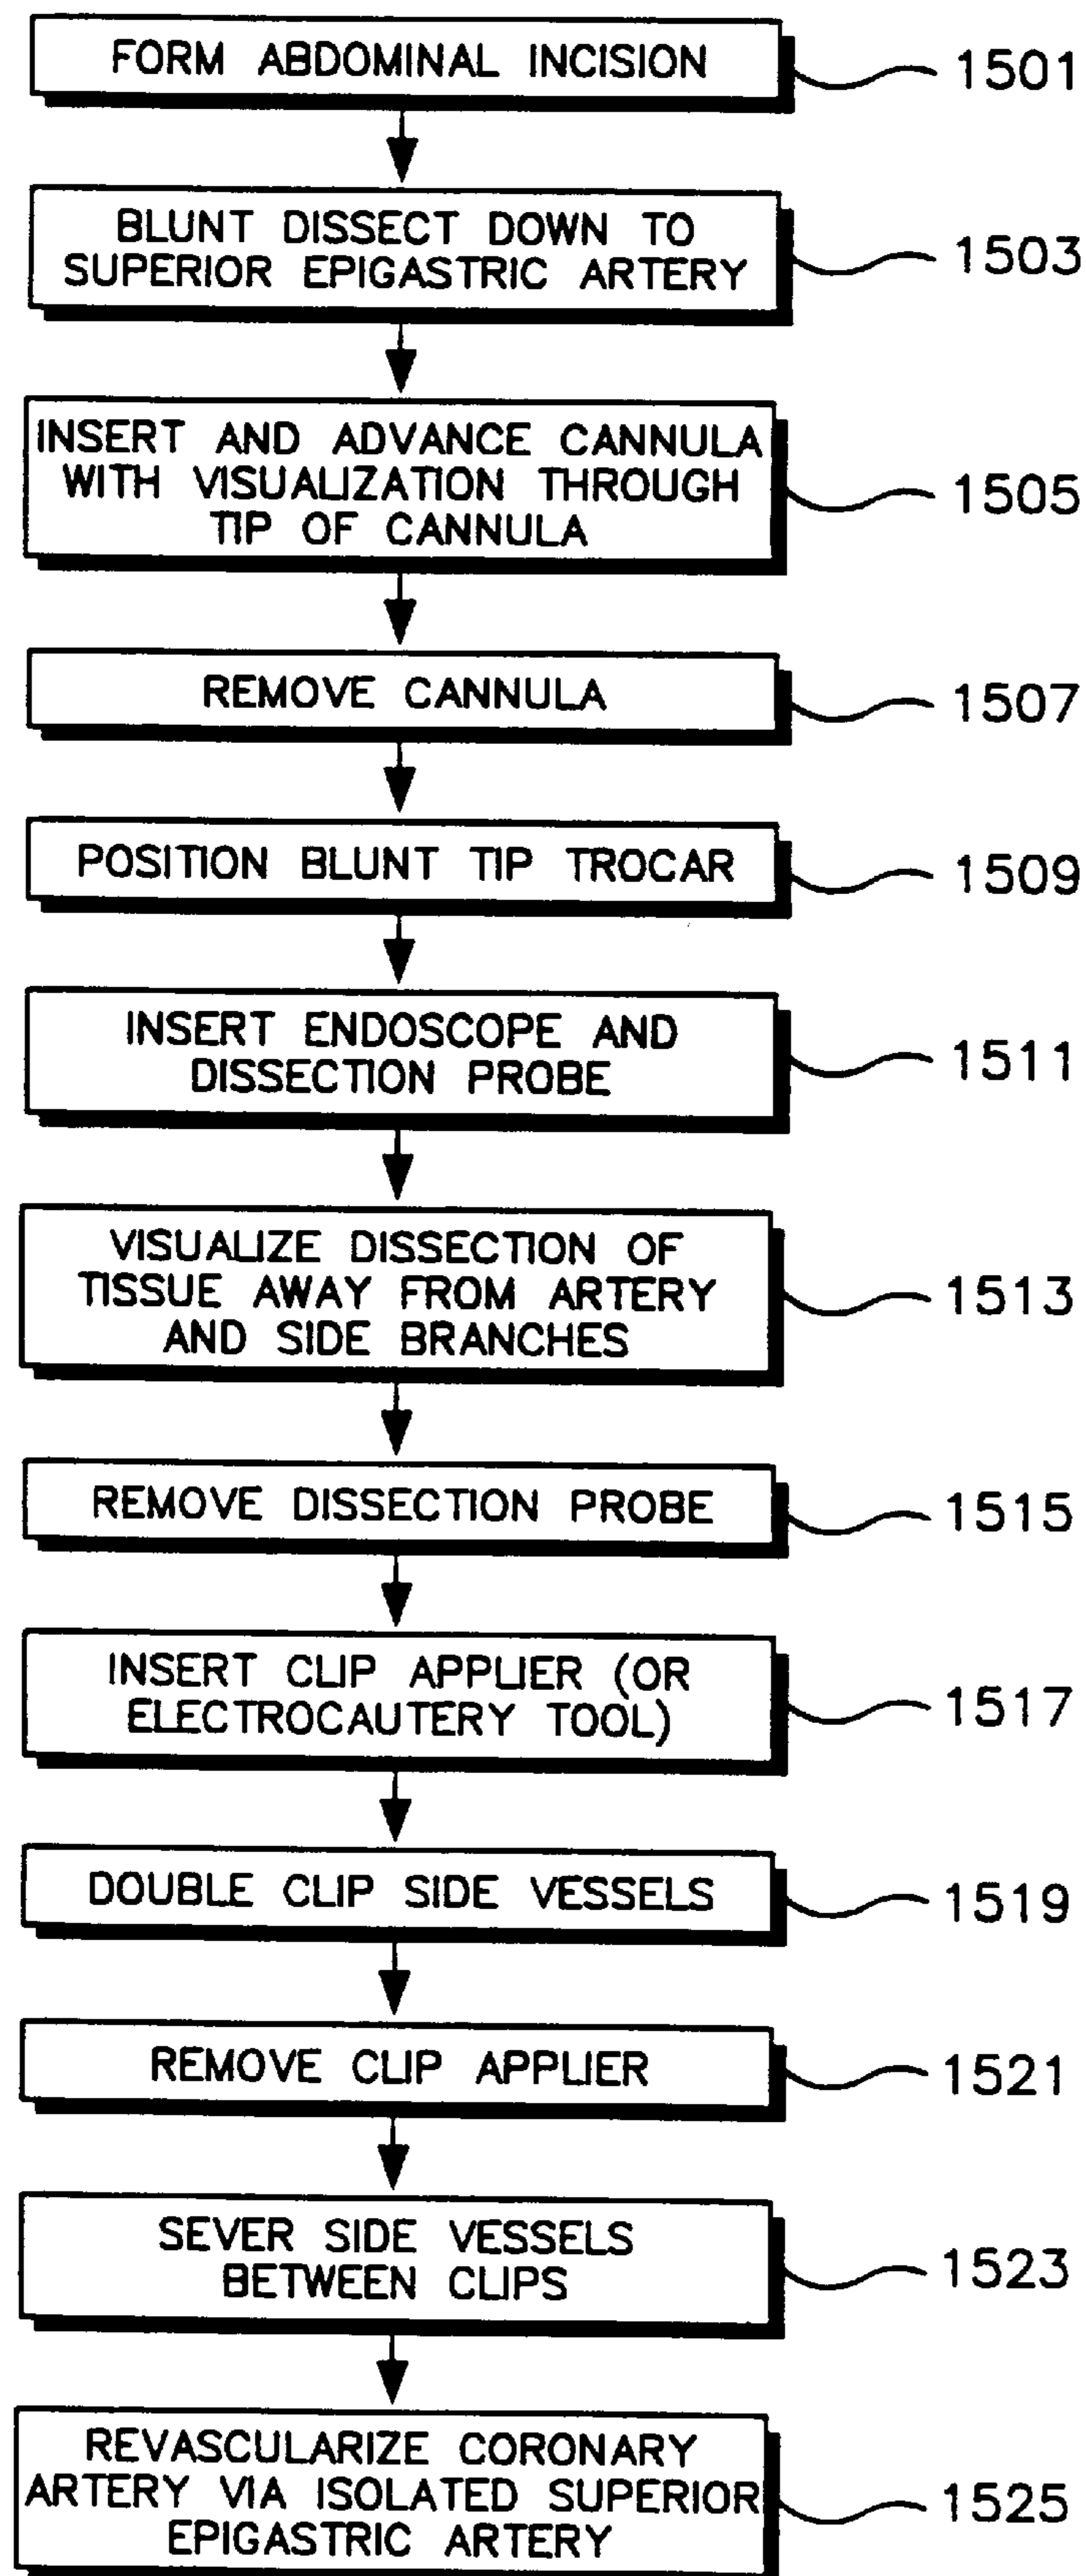 FORM ABDOMINAL INCISION
1501
BLUNT DISSECT DOWN TO
SUPERIOR EPIGASTRIC ARTERY
1503
INSERT AND ADVANCE CANNULA
WITH VISUALIZATION THROUGH
TIP OF CANNULA
1505
REMOVE CANNULA
1507
POSITION BLUNT TIP TROCAR
1509
INSERT ENDOSCOPE AND
DISSECTION PROBE
1511
VISUALIZE DISSECTION OF
TISSUE AWAY FROM ARTERY
AND SIDE BRANCHES
1513
REMOVE DISSECTION PROBE
1515
INSERT CLIP APPLIER (OR
ELECTROCAUTERY TOOL)
1517
DOUBLE CLIP SIDE VESSELS
1519
REMOVE CLIP APPLIER
1521
SEVER SIDE VESSELS
BETWEEN CLIPS
1523
REVASCULARIZE CORONARY
ARTERY VIA ISOLATED SUPERIOR
EPIGASTRIC ARTERY
1525